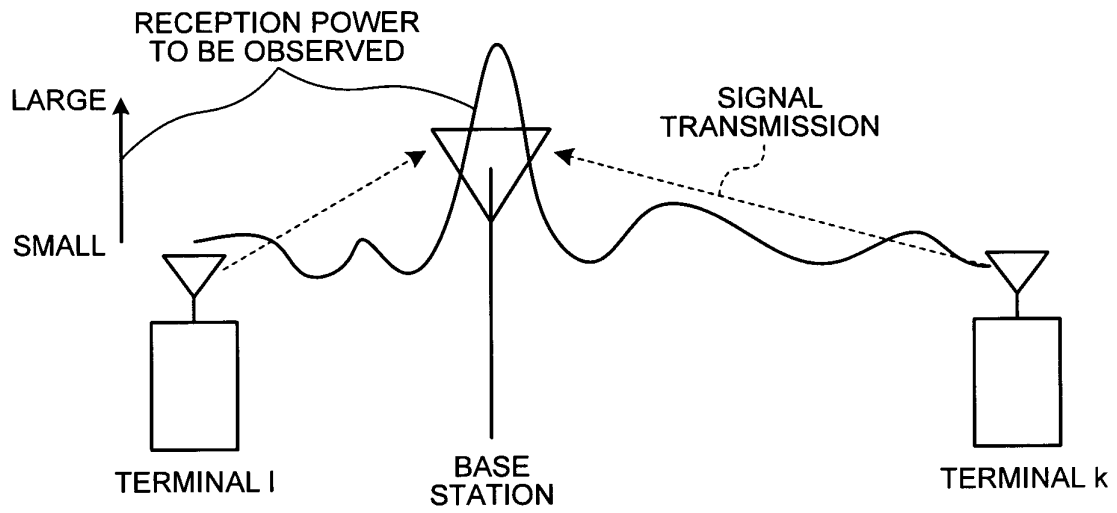 RECEPTION POWER
TO BE OBSERVED
LARGE
SIGNAL
TRANSMISSION
SMALL
TERMINAL l
BASE
STATION
TERMINAL k